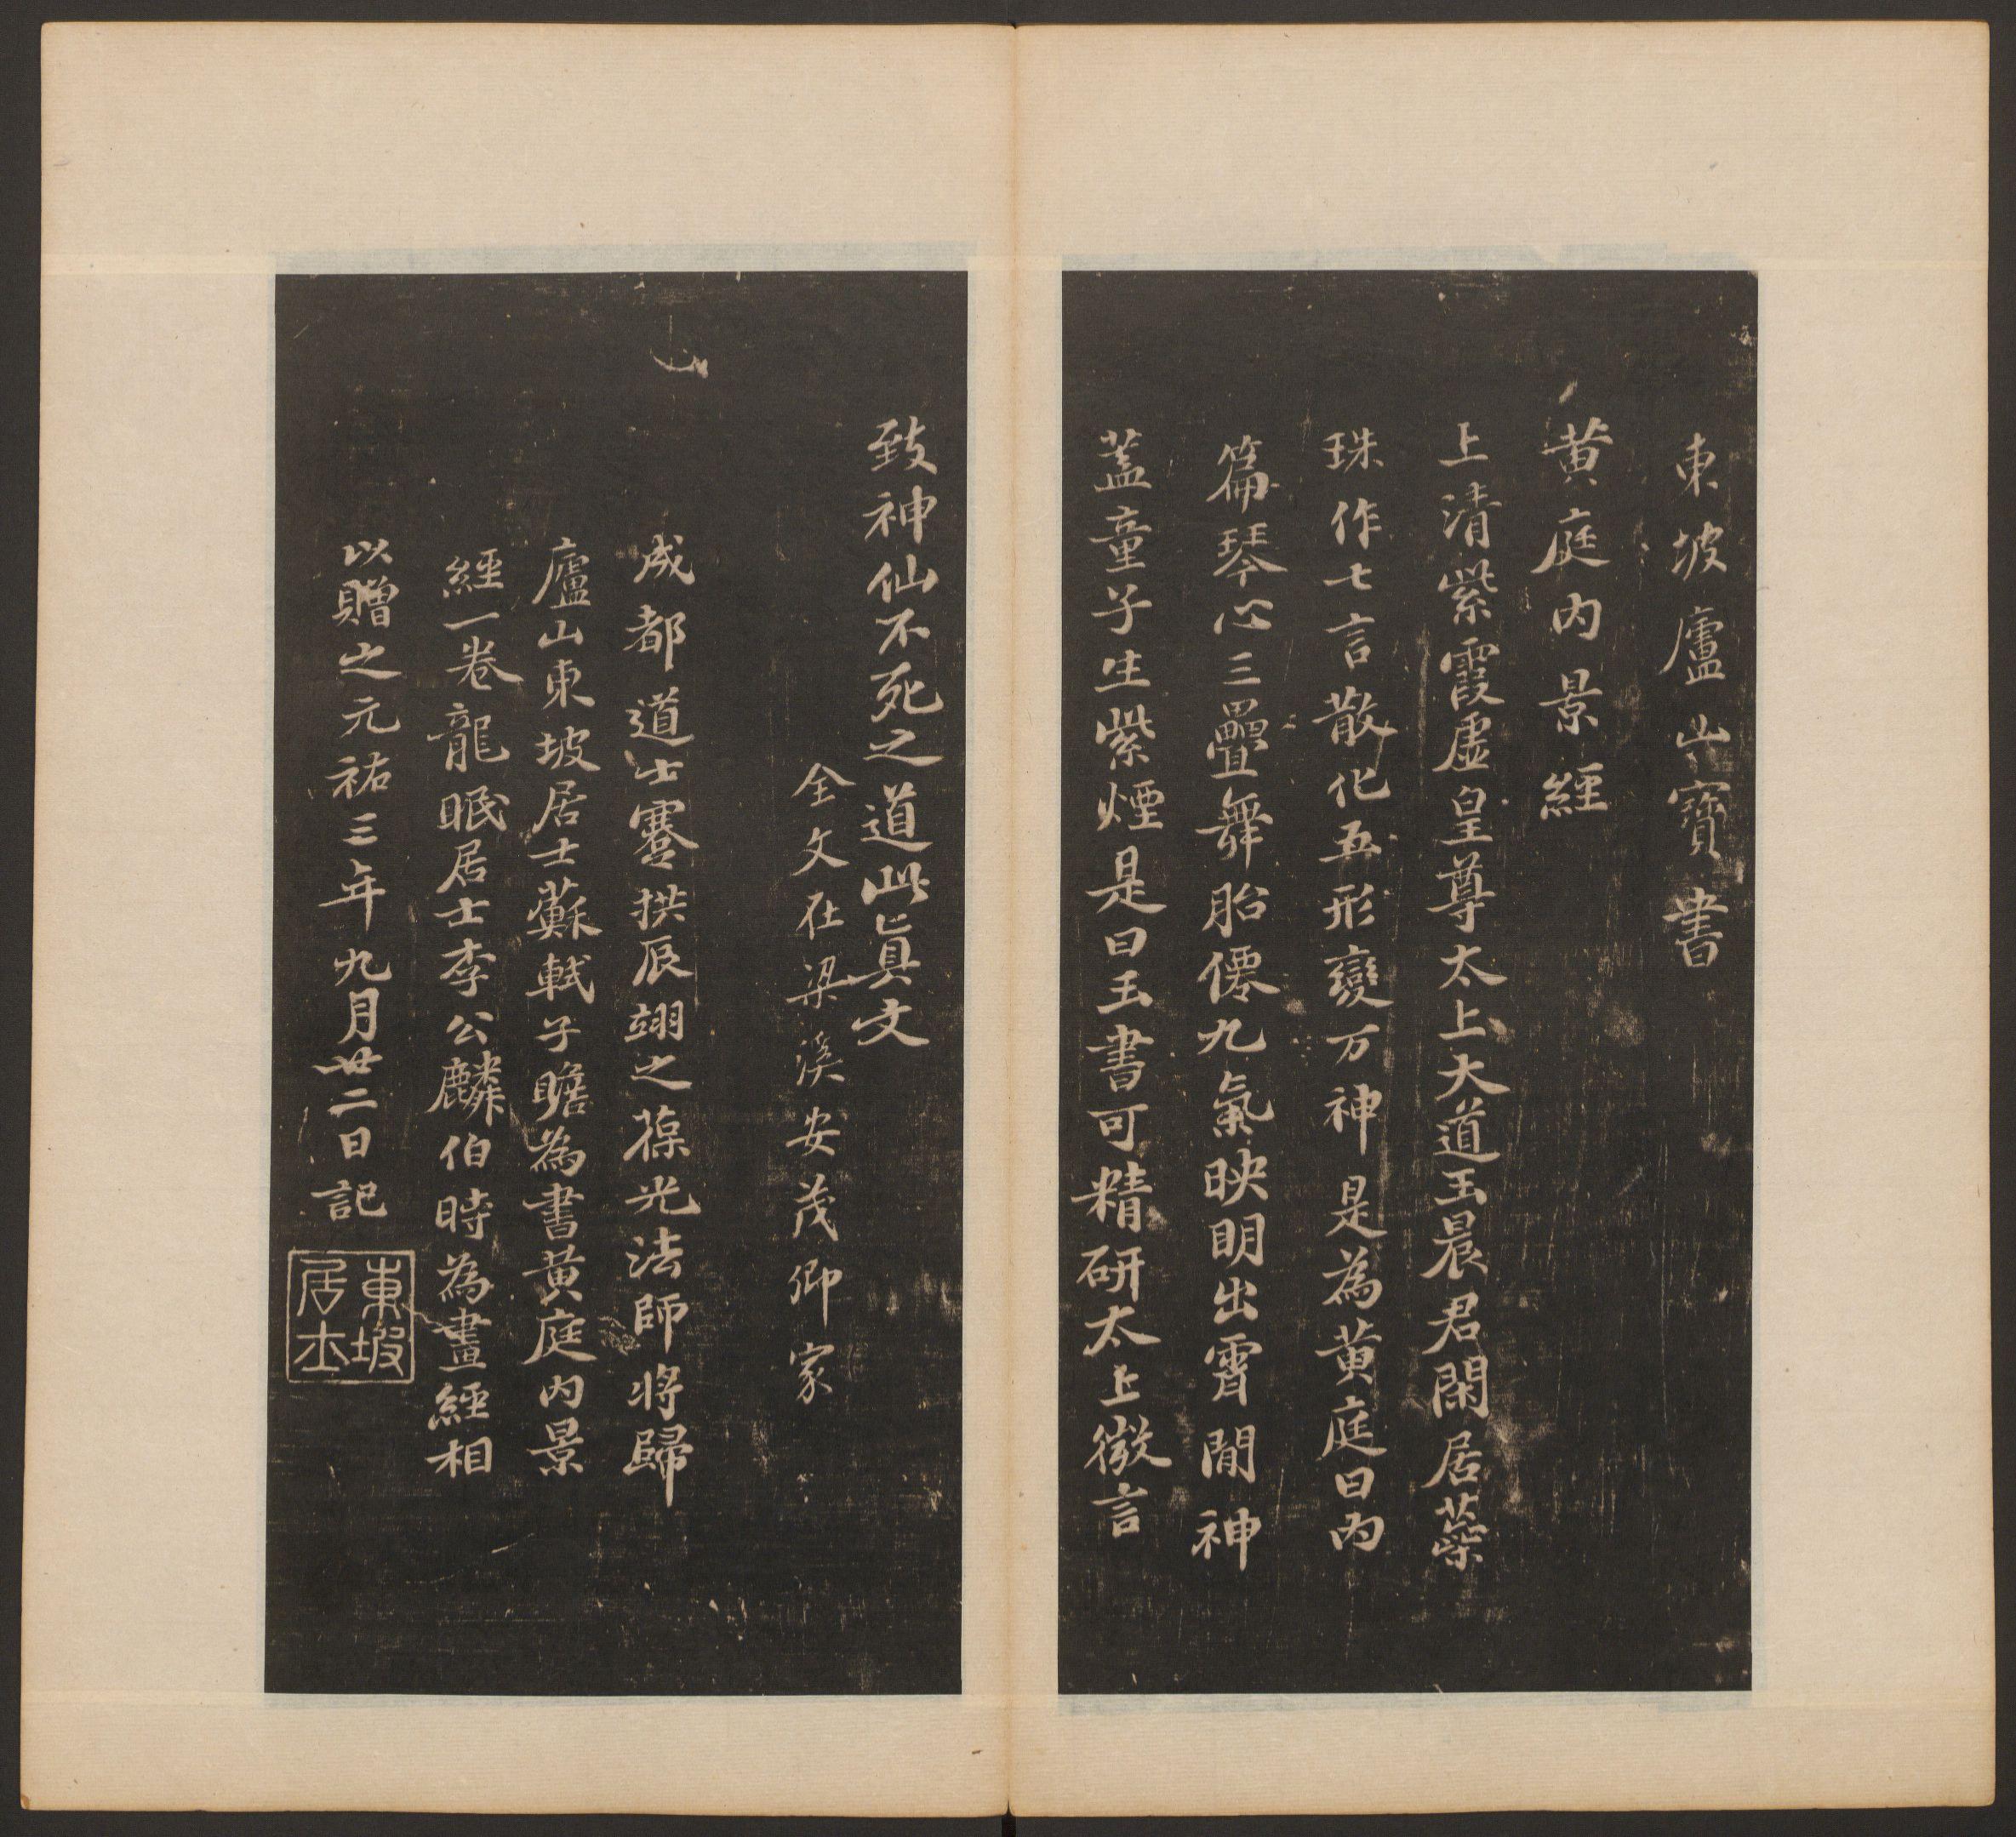 東坡廬山寶書
黃庭內景經
上清紫霞虛皇尊太上大道玉晨君閑居蘂
珠作七言散化五形變万神是為黃庭曰內
篇琴心三疊舞胎僊九氣映明出霄間神
蓋童子生紫煙是曰玉書可精研太上微言
致神仙不死之道此真文
全文在梁溪安茂卿家
成都道士蹇拱辰翊之葆光法師將歸
廬山東坡居士蘇軾子瞻為書黃庭內景
經一卷龍眠居士李公麟伯時為畫經相
以贈之元祐三年九月廿二日記
東坡居士